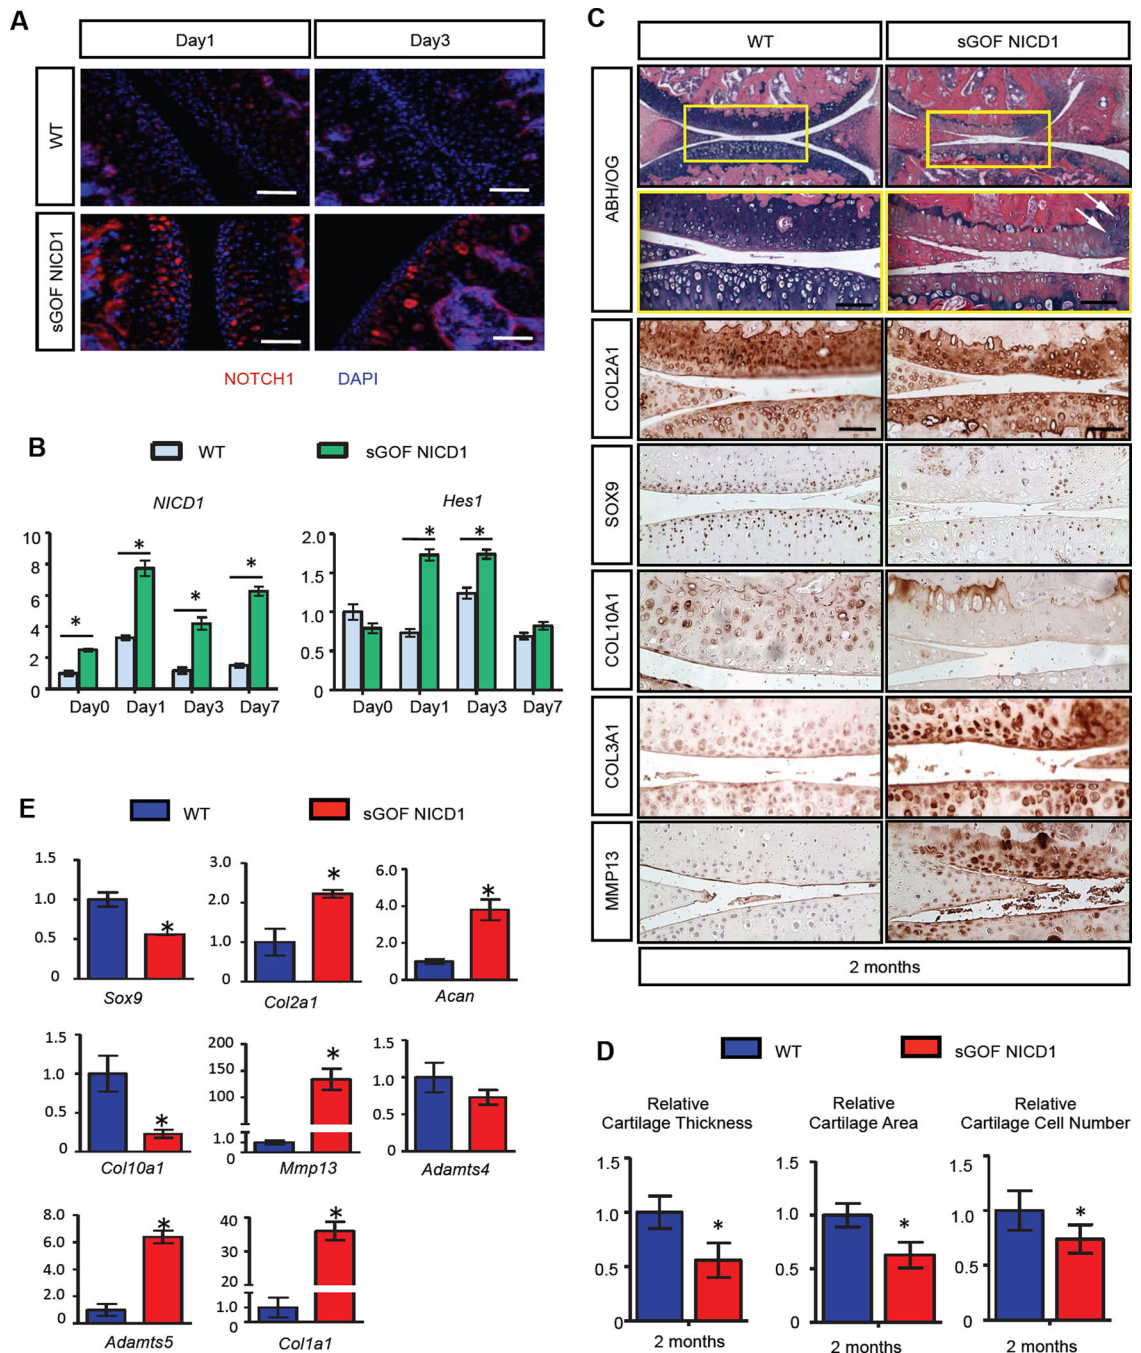 A
Day1
Day3
WT
sGOF NICD1
NOTCH1
DAPI
B
WT
sGOF NICD1
NICD1
Hes1
10
8
6
4
2
0
*
*
*
*
Day0
Day1
Day3
Day7
2.0
1.5
1.0
0.5
0.0
*
*
Day0
Day1
Day3
Day7
C
WT
sGOF NICD1
ABH/OG
COL2A1
SOX9
COL10A1
COL3A1
MMP13
2 months
D
WT
sGOF NICD1
Relative
Cartilage Thickness
1.5
1.0
0.5
0
*
2 months
Relative
Cartilage Area
1.5
1.0
0.5
0
*
2 months
Relative
Cartilage Cell Number
1.5
1.0
0.5
0
*
2 months
E
WT
sGOF NICD1
1.5
1.0
0.5
0
*
Sox9
3.0
2.0
1.0
0
*
Col2a1
6.0
4.0
2.0
0
*
Acan
1.5
1.0
0.5
0
*
Col10a1
200
150
100
1.0
0
*
Mmp13
1.5
1.0
0.5
0
Adamts4
8.0
6.0
4.0
2.0
0
*
Adamts5
40
30
20
1.0
0
*
Col1a1